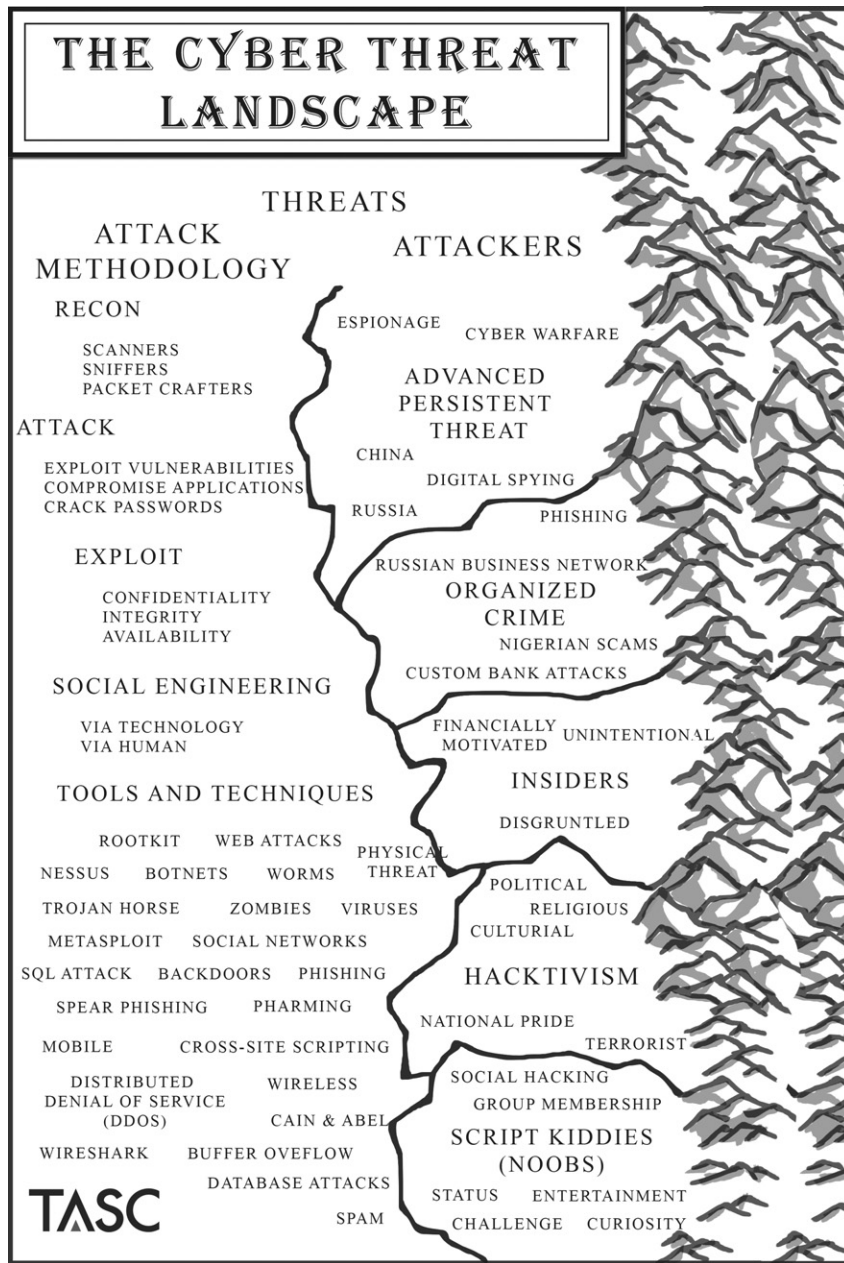 THE CYBER THREAT
LANDSCAPE
THREATS
ATTACK
METHODOLOGY
RECON
SCANNERS
SNIFFERS
PACKET CRAFTERS
ATTACK
EXPLOIT VULNERABILITIES
COMPROMISE APPLICATIONS
CRACK PASSWORDS
EXPLOIT
CONFIDENTIALITY
INTEGRITY
AVAILABILITY
SOCIAL ENGINEERING
VIA TECHNOLOGY
VIA HUMAN
TOOLS AND TECHNIQUES
ROOTKIT WEB ATTACKS
PHYSICAL
THREAT
NESSUS BOTNETS WORMS
TROJAN HORSE ZOMBIES VIRUSES
METASPLOIT SOCIAL NETWORKS
SQL ATTACK BACKDOORS PHISHING
SPEAR PHISHING PHARMING
MOBILE CROSS-SITE SCRIPTING
DISTRIBUTED
DENIAL OF SERVICE
(DDOS)
WIRELESS
CAIN & ABEL
WIRESHARK BUFFER OVEFLOW
DATABASE ATTACKS
SPAM
TASC
ATTACKERS
ESPIONAGE
CYBER WARFARE
ADVANCED
PERSISTENT
THREAT
CHINA
DIGITAL SPYING
RUSSIA
PHISHING
RUSSIAN BUSINESS NETWORK
ORGANIZED
CRIME
NIGERIAN SCAMS
CUSTOM BANK ATTACKS
FINANCIALLY
MOTIVATED
UNINTENTIONAL
INSIDERS
DISGRUNTLED
POLITICAL
RELIGIOUS
CULTURIAL
HACKTIVISM
NATIONAL PRIDE
TERRORIST
SOCIAL HACKING
GROUP MEMBERSHIP
SCRIPT KIDDIES
(NOOBS)
STATUS ENTERTAINMENT
CHALLENGE CURIOSITY